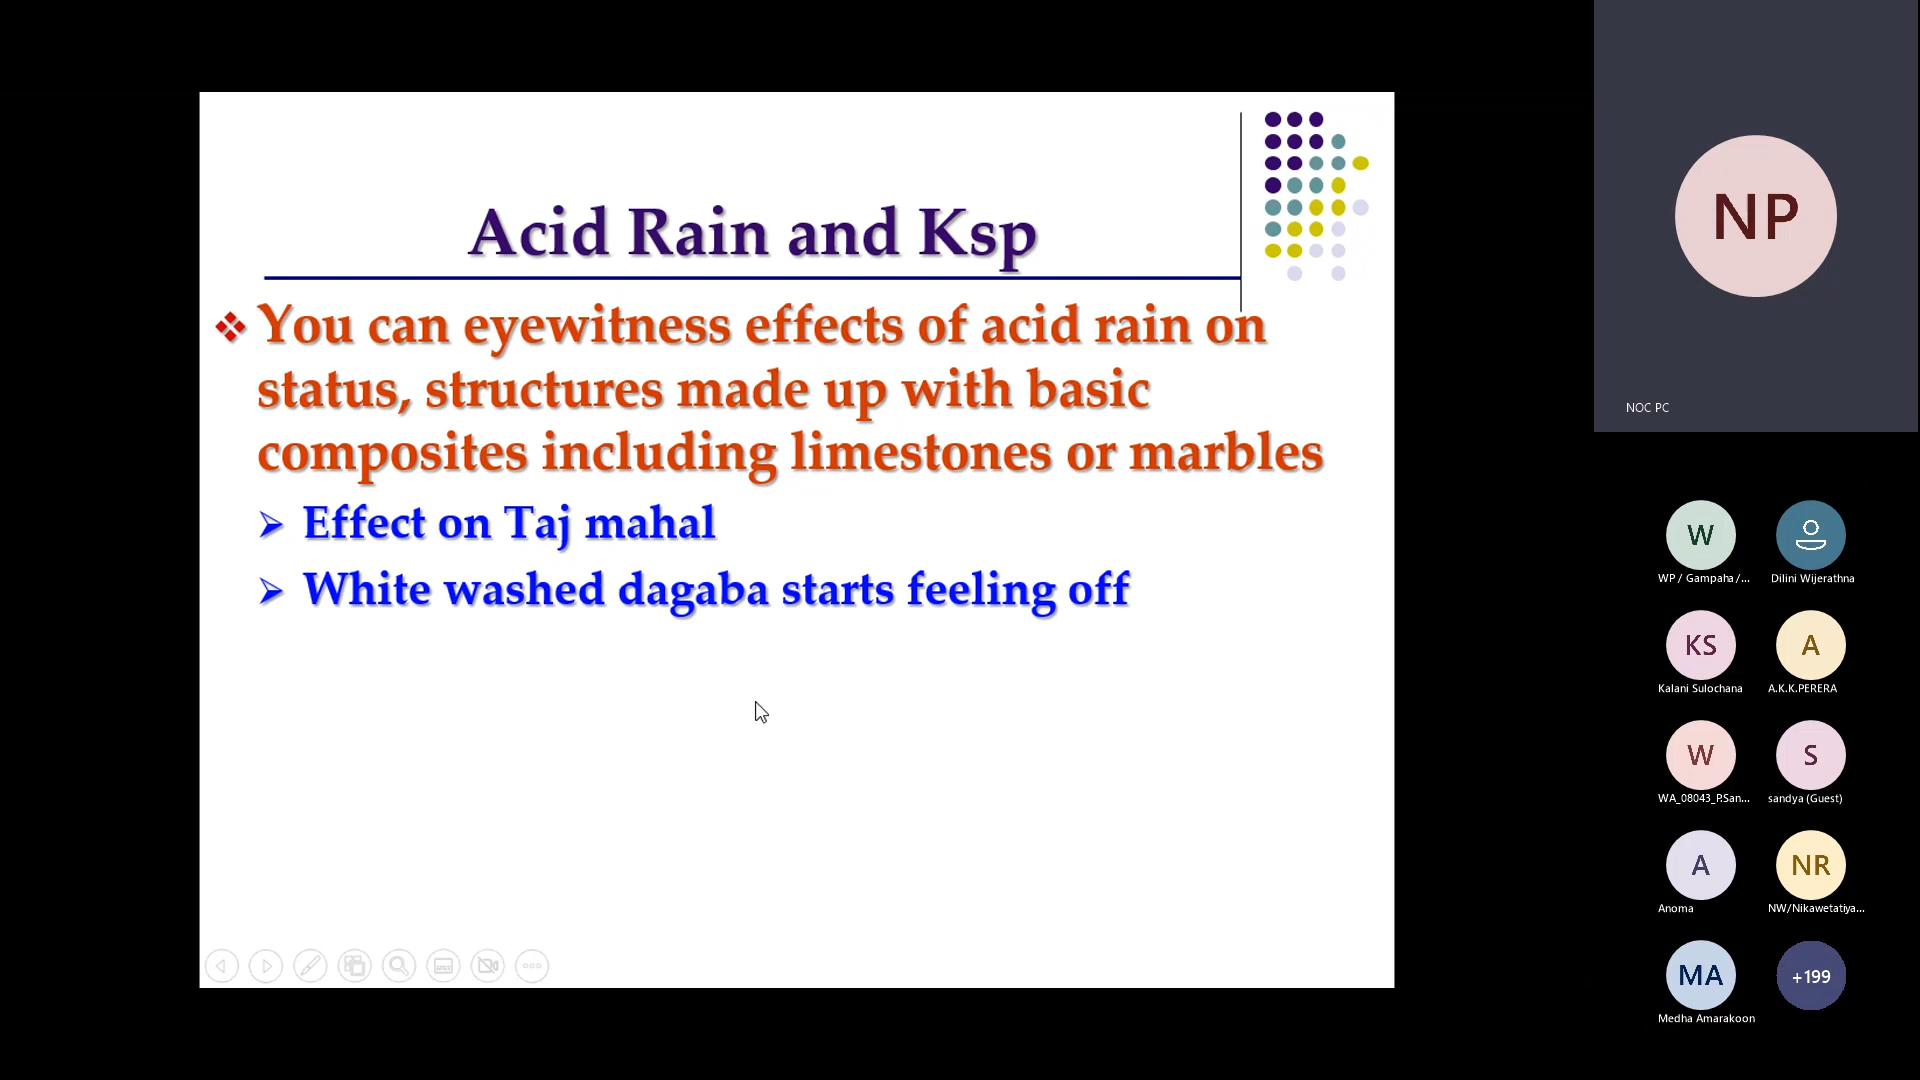 Acid Rain and Ksp
You can eyewitness effects of acid rain on
status, structures made up with basic
composites including limestones or marbles
Effect on Taj mahal
White washed dagaba starts feeling off
NP
NOC PC
W
WP / Gampaha /...
Dilini Wijerathna
KS
Kalani Sulochana
A
A.K.K.PERERA
W
WA_08043_P.San...
S
sandya (Guest)
A
Anoma
NR
NW/Nikawetatiya...
MA
Medha Amarakoon
+199